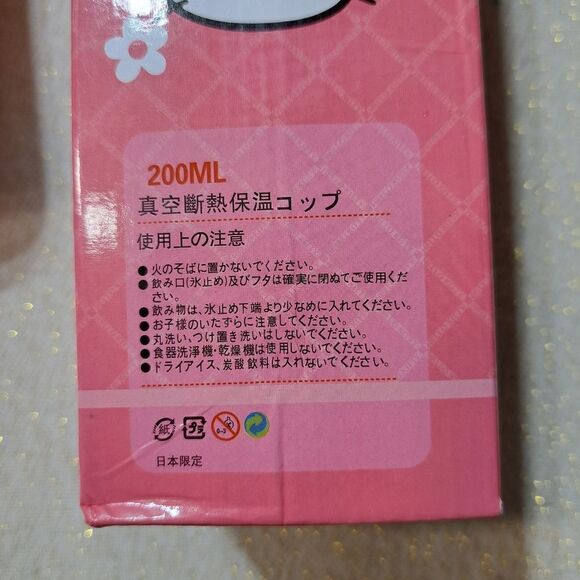 200ML
真空斷熱保温コップ
使用上の注意
● 火のそばに置かないでください。
● 飲み口(氷止め)及びフタは確実に閉めてご使用くだ
さい。
● 飲み物は、氷止め下端より少なめに入れてください。
● お子様のいたずらに注意してください。
● 丸洗い、つけ置き洗いはしないでください。
● 食器洗浄機・乾燥機は使用しないでください。
● ドライアイス、炭酸飲料は入れないでください。
紙 プラ 0-3
日本限定